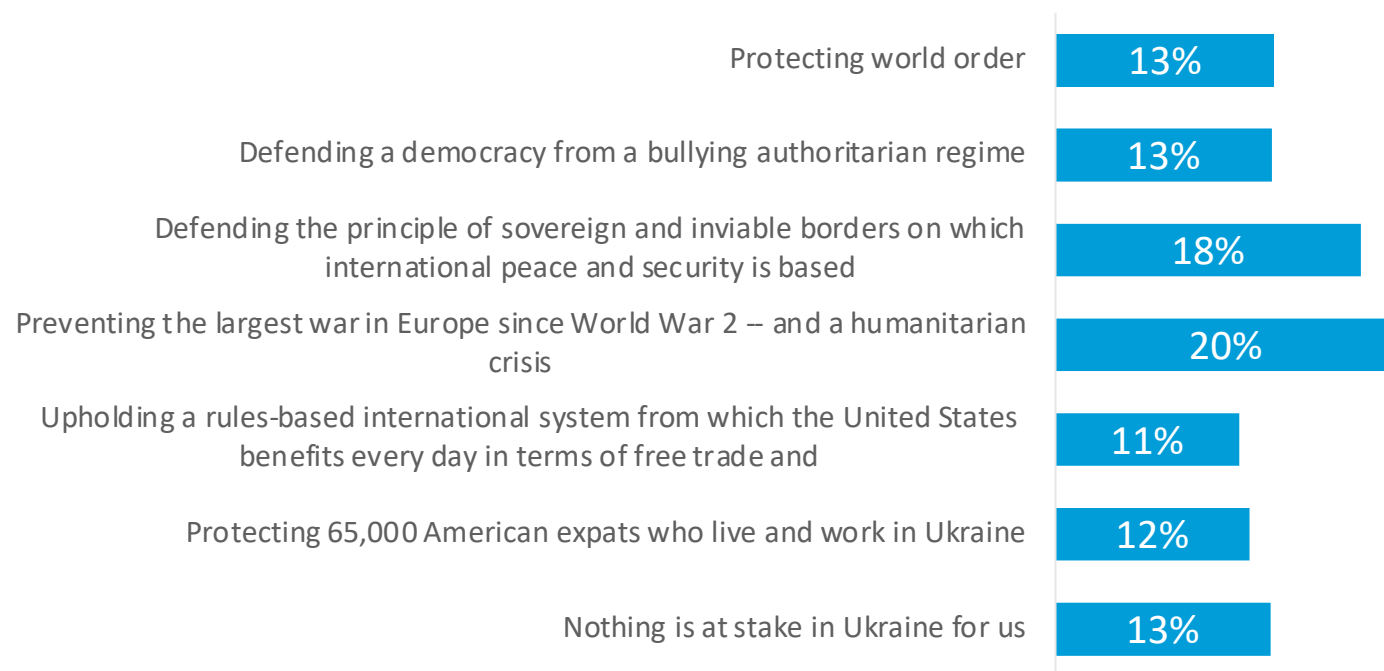 Protecting world order
13%
Defending a democracy from a bullying authoritarian regime
13%
Defending the principle of sovereign and inviable borders on which
international peace and security is based
18%
Preventing the largest war in Europe since World War 2 – and a humanitarian
crisis
20%
Upholding a rules-based international system from which the United States
benefits every day in terms of free trade and
11%
Protecting 65,000 American expats who live and work in Ukraine
12%
Nothing is at stake in Ukraine for us
13%